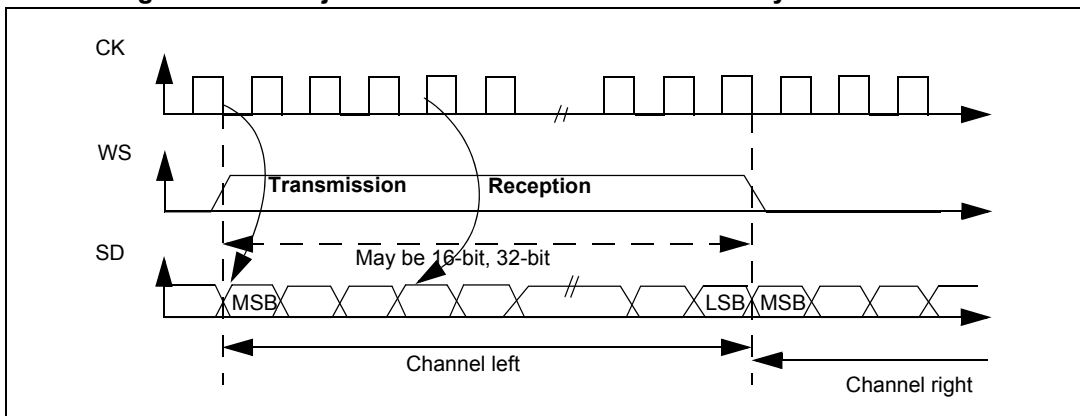 CK
WS
Transmission
Reception
SD
May be 16-bit, 32-bit
MSB
LSB
MSB
Channel left
Channel right